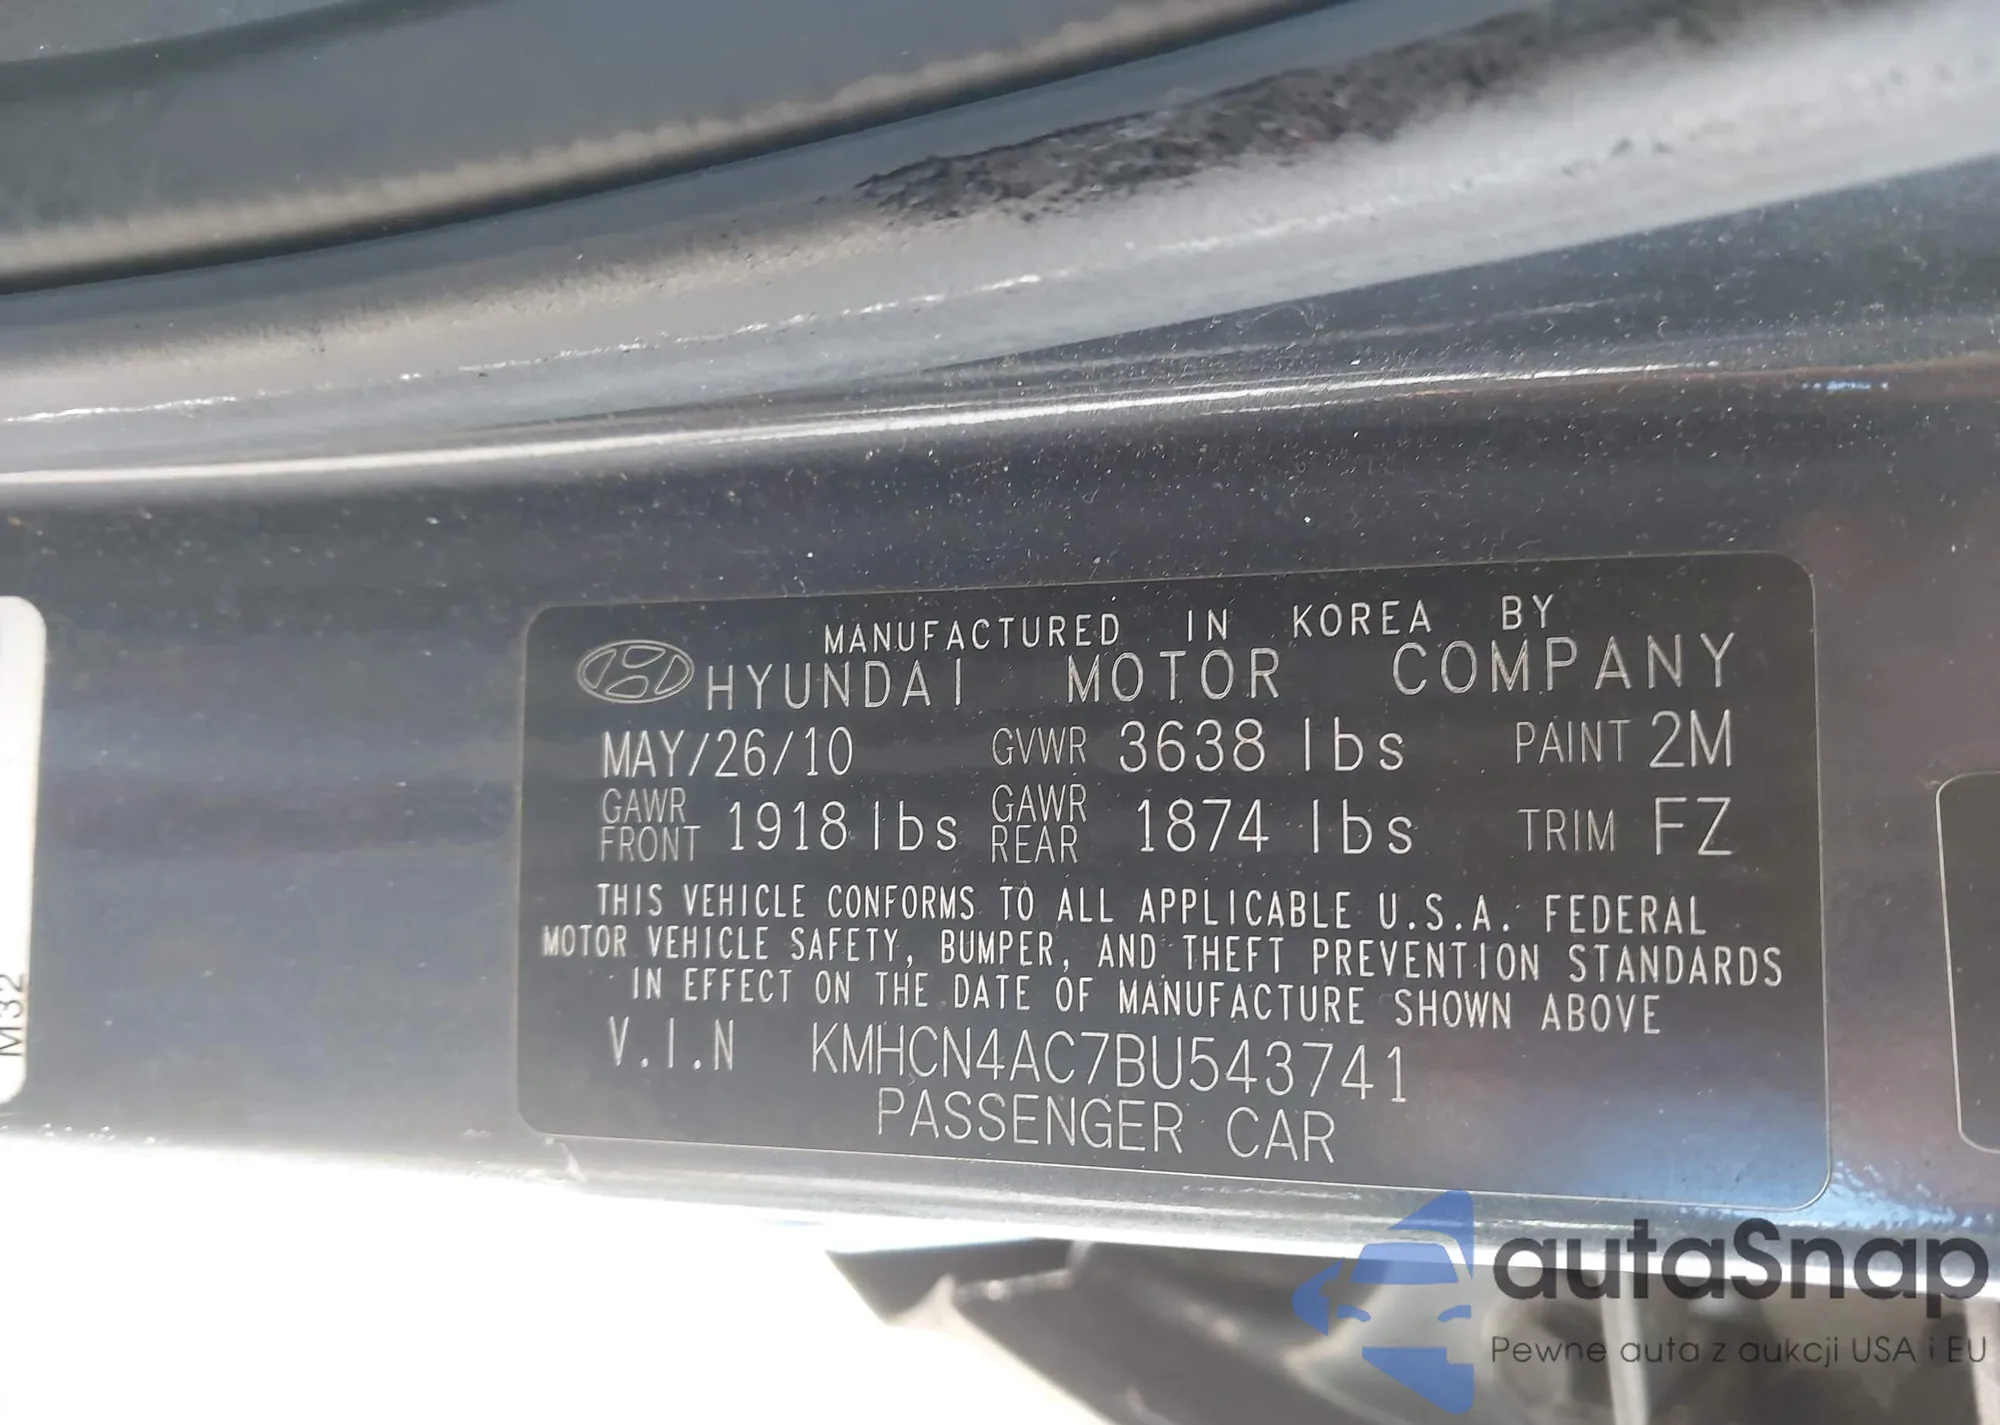 MANUFACTURED IN KOREA BY
HYUNDAI MOTOR COMPANY
MAY/26/10 GVWR 3638 lbs PAINT 2M
GAWR FRONT 1918 lbs GAWR REAR 1874 lbs TRIM FZ
THIS VEHICLE CONFORMS TO ALL APPLICABLE U.S.A. FEDERAL
MOTOR VEHICLE SAFETY, BUMPER, AND THEFT PREVENTION STANDARDS
IN EFFECT ON THE DATE OF MANUFACTURE SHOWN ABOVE
V.I.N KMHCN4AC7BU543741
PASSENGER CAR
M32
autaSnap
Pewne auta z aukcji USA i EU